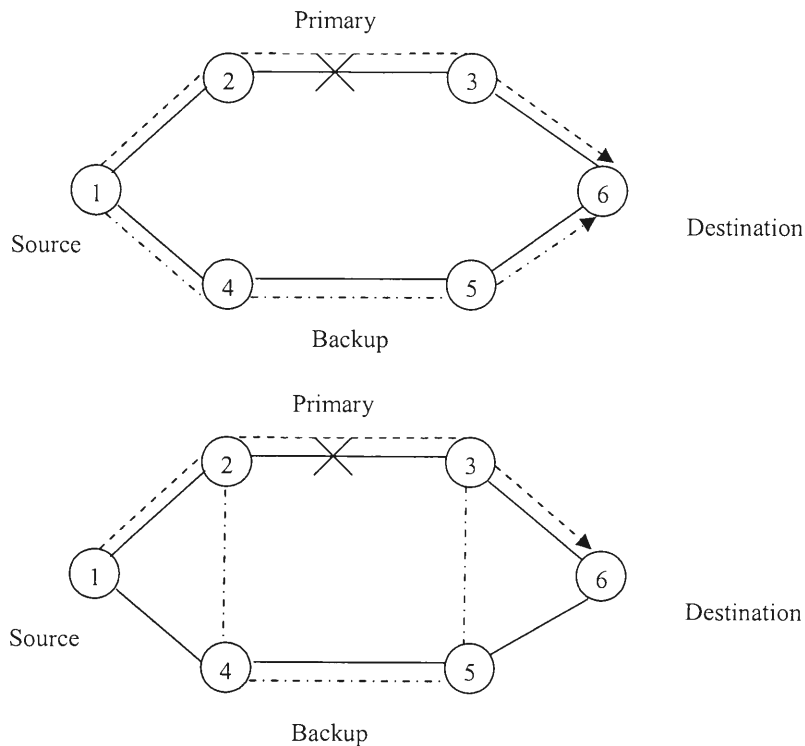 Primary
2
3
1
6
Source
Destination
4
5
Backup
Primary
2
3
1
6
Source
Destination
4
5
Backup